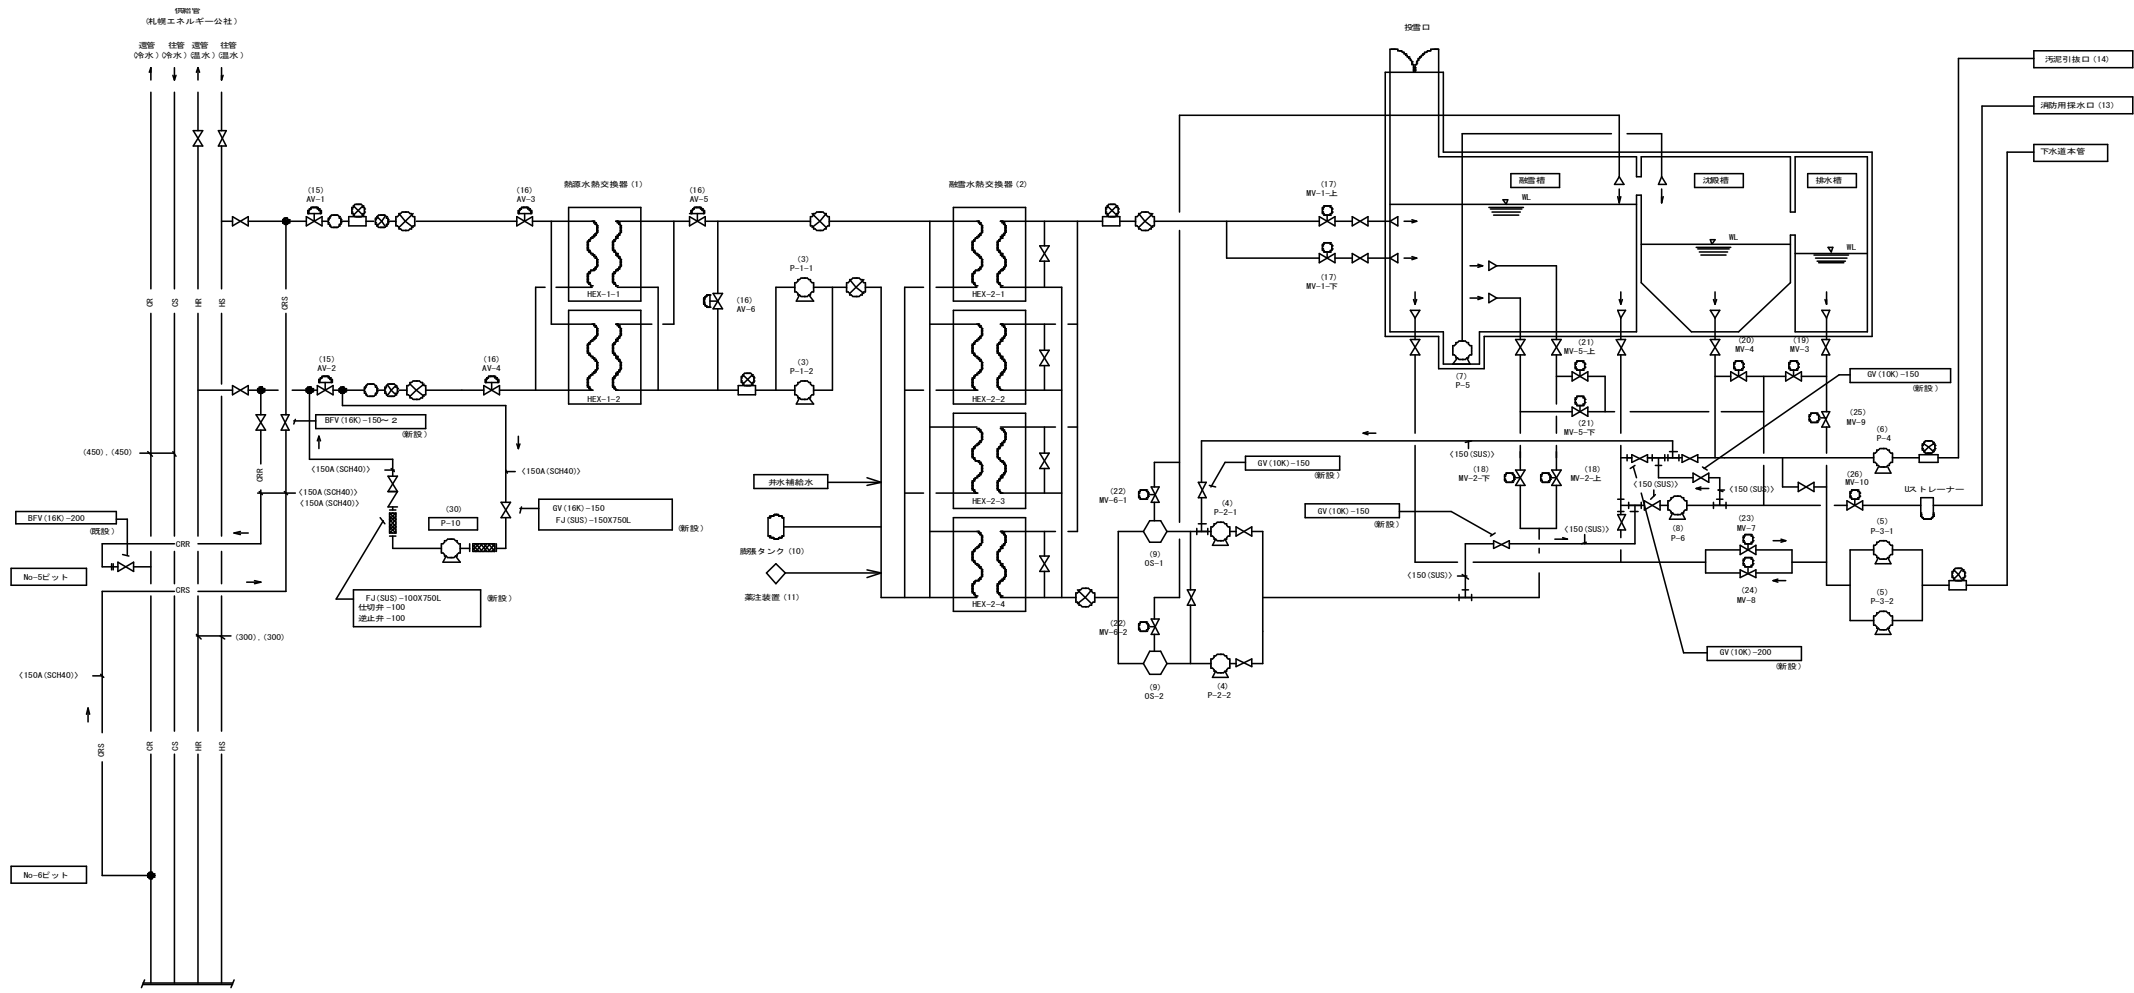 供給管
(札幌エネルギー公社)
還管 往管 還管 往管
(冷水) (冷水) (温水) (温水)
投雪口
汚泥引抜口(14)
消防用採水口(13)
下水道本管
融雪槽
沈殿槽
排水槽
WL
WL
WL
(15)
AV-1
(16)
AV-3
熱源水熱交換器(1)
(16)
AV-5
融雪水熱交換器(2)
(17)
MV-1-上
(17)
MV-1-下
HEX-1-1
HEX-1-2
(3)
P-1-1
(16)
AV-6
(3)
P-1-2
HEX-2-1
HEX-2-2
HEX-2-3
HEX-2-4
CR
CS
HR
HS
CRS
(15)
AV-2
(16)
AV-4
(7)
P-5
(21)
MV-5-上
(21)
MV-5-下
(20)
MV-4
(19)
MV-3
GV(10K)-150
(新設)
BFV(16K)-150～2
(新設)
(450),(450)
CRR
〈150A(SCH40)〉
〈150A(SCH40)〉
〈150A(SCH40)〉
〈150A(SCH40)〉
(25)
MV-9
(6)
P-4
〈150(SUS)〉
GV(10K)-150
(新設)
(18)
MV-2-下
(18)
MV-2-上
〈150(SUS)〉
〈150(SUS)〉
(26)
MV-10
Uストレーナー
井水補給水
(22)
MV-6-1
BFV(16K)-200
(既設)
(30)
P-10
GV(16K)-150
FJ(SUS)-150X750L
(新設)
(4)
P-2-1
GV(10K)-150
(新設)
〈150(SUS)〉
(8)
P-6
(23)
MV-7
(5)
P-3-1
CRR
膨張タンク(10)
(9)
OS-1
No-5ピット
CRS
〈150(SUS)〉
(24)
MV-8
(5)
P-3-2
FJ(SUS)-100X750L
仕切弁-100
逆止弁-100
(新設)
薬注装置(11)
(22)
MV-6-2
(300),(300)
GV(10K)-200
(新設)
〈150A(SCH40)〉
(9)
OS-2
(4)
P-2-2
CRS
CR
CS
HR
HS
No-6ピット